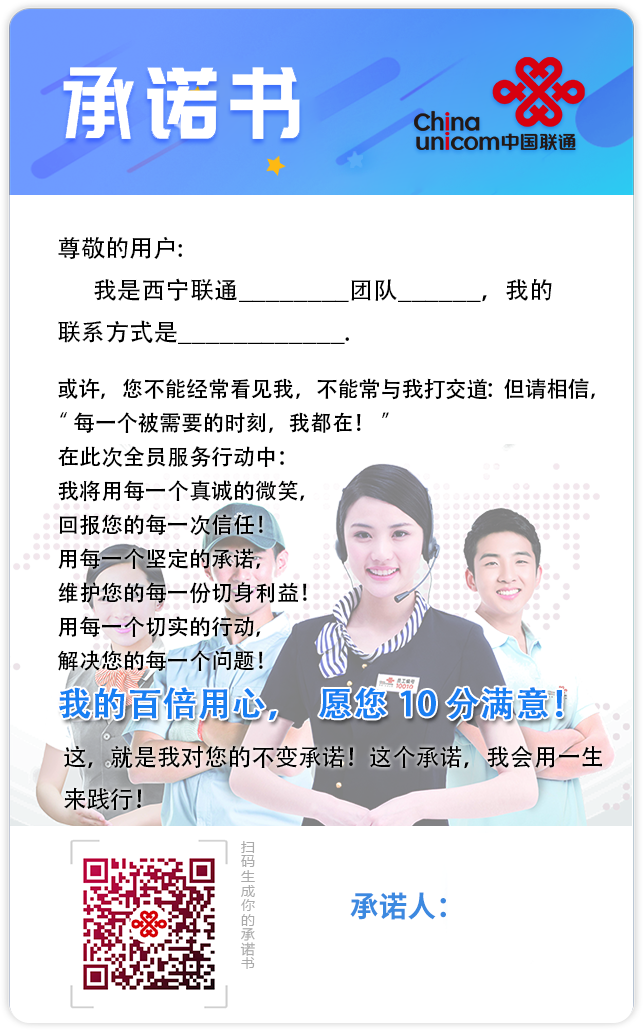 承诺书
China
unicom中国联通
尊敬的用户:
我是西宁联通________团队______，我的
联系方式是____________.
或许，您不能经常看见我，不能常与我打交道: 但请相信，
“ 每一个被需要的时刻，我都在！ ”
在此次全员服务行动中：
我将用每一个真诚的微笑，
回报您的每一次信任！
用每一个坚定的承诺，
维护您的每一份切身利益！
用每一个切实的行动，
解决您的每一个问题！
10010
我的百倍用心， 愿您 10 分满意！
这，就是我对您的不变承诺！这个承诺，我会用一生
来践行！
扫码生成你的承诺书
承诺人：